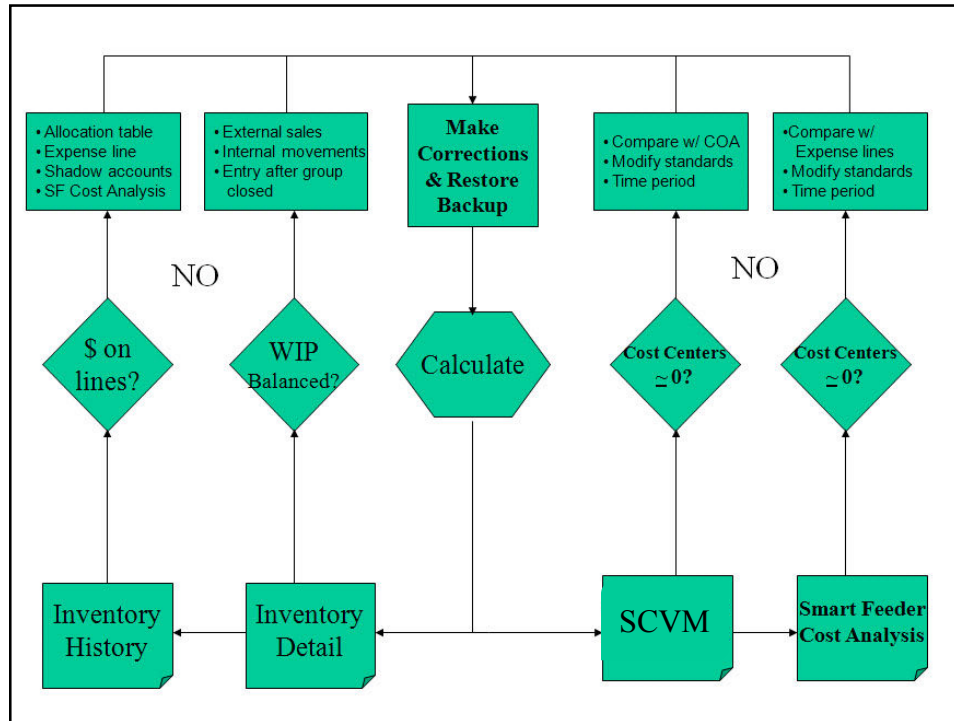 • Allocation table
• Expense line
• Shadow accounts
• SF Cost Analysis
• External sales
• Internal movements
• Entry after group
closed
Make
Corrections
& Restore
Backup
• Compare w/ COA
• Modify standards
• Time period
•Compare w/
Expense lines
• Modify standards
• Time period
NO
NO
$ on
lines?
WIP
Balanced?
Calculate
Cost Centers
≃ 0?
Cost Centers
≃ 0?
Inventory
History
Inventory
Detail
SCVM
Smart Feeder
Cost Analysis